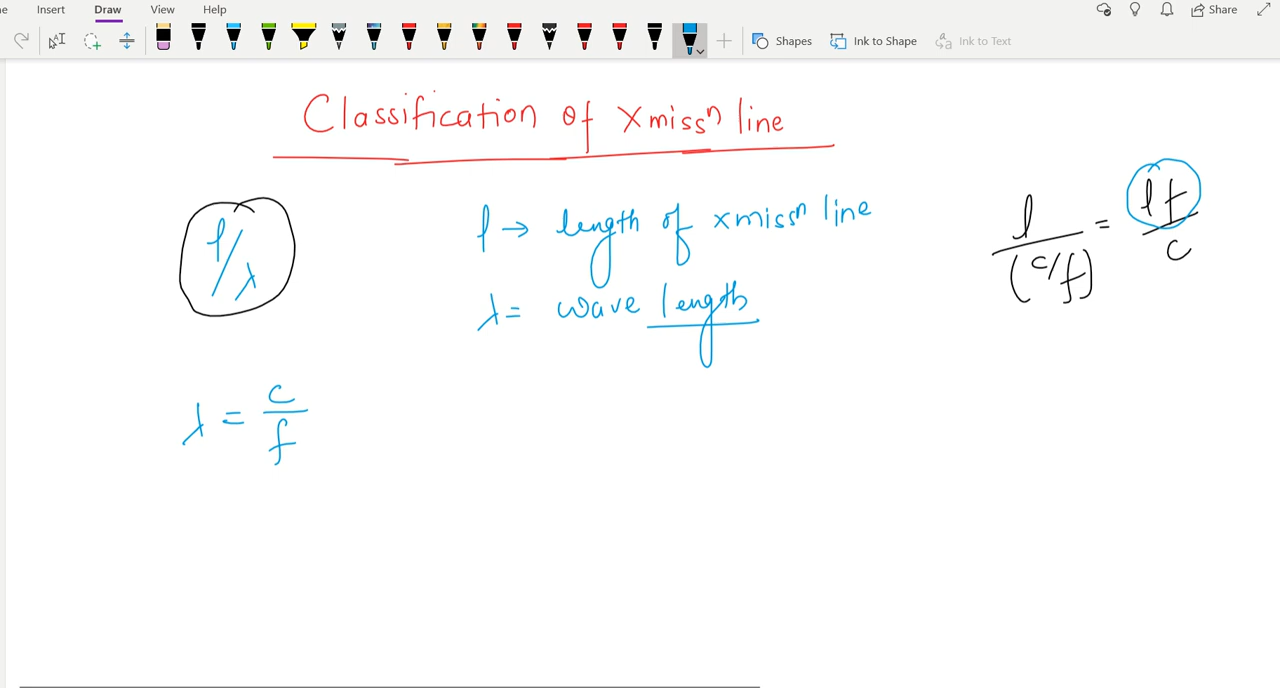 Insert Draw View Help Share
Shapes Ink to Shape Ink to Text
Classification of Xmissⁿ line
l/λ
l → length of xmissⁿ line
λ = wave length
l/(c/f) = lf/c
λ = c/f